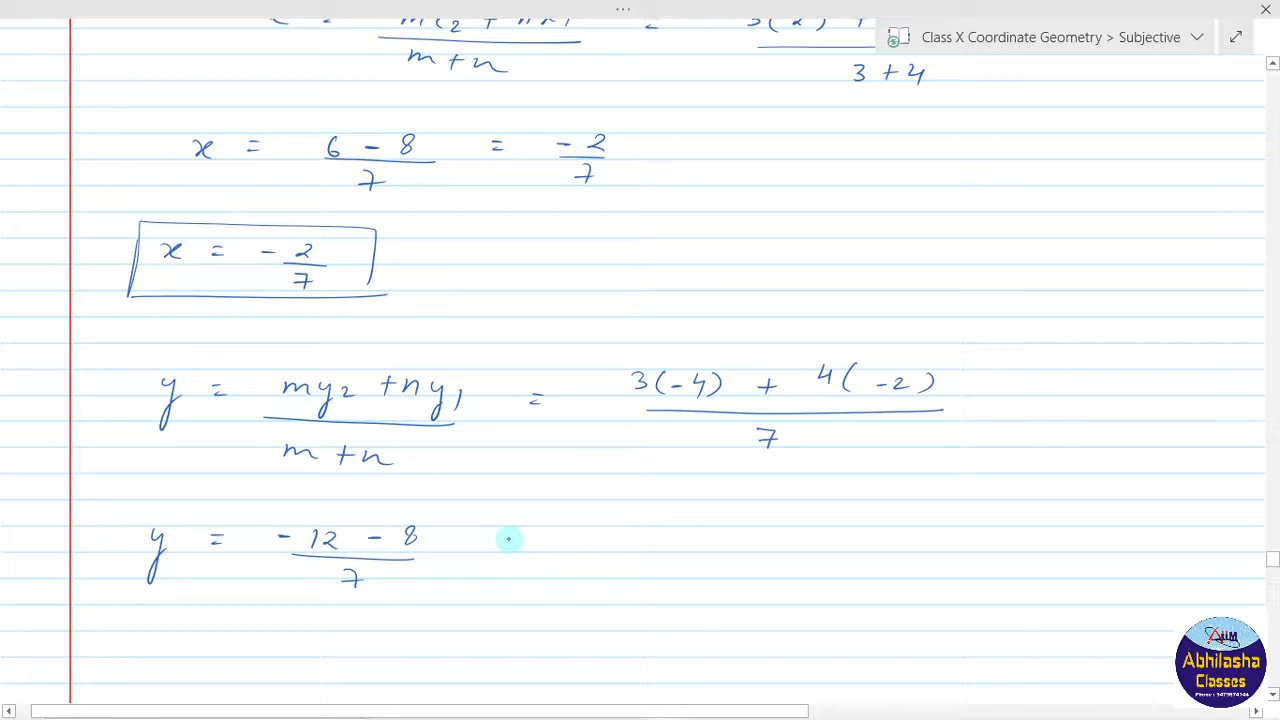 Class X Coordinate Geometry > Subjective
m + n
3 + 4
x = 6 - 8 / 7 = - 2 / 7
x = - 2 / 7
y = my2 + ny1 / m + n = 3(-4) + 4(-2) / 7
y = - 12 - 8 / 7
AIIM
Abhilasha
Classes